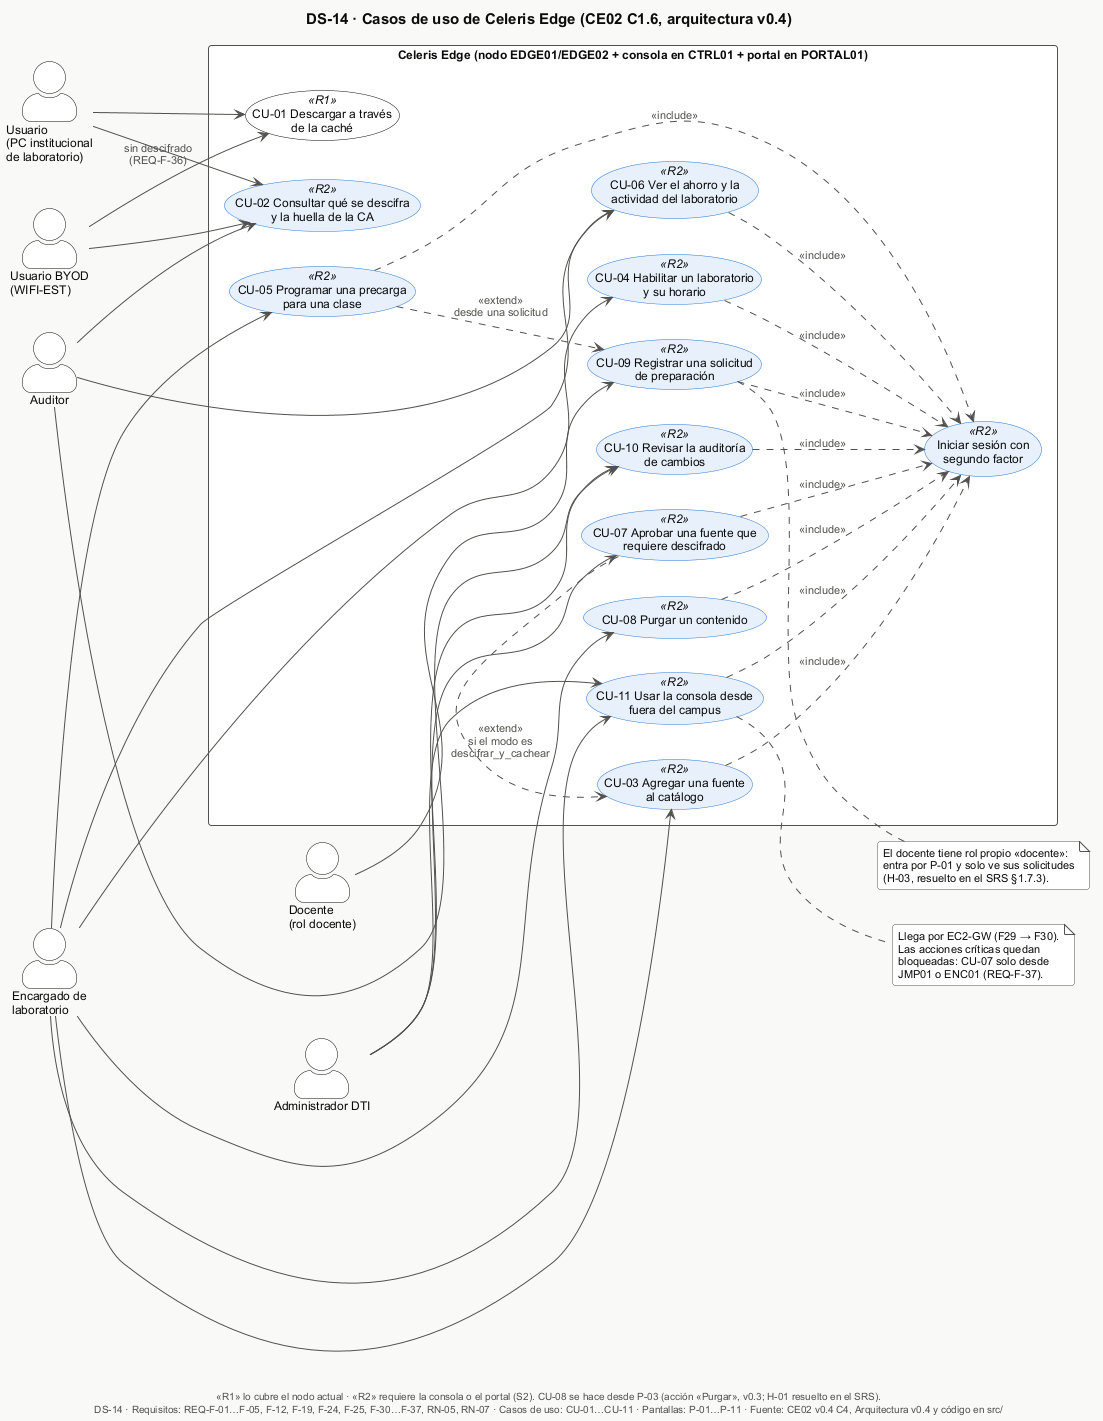 DS-14 · Casos de uso de Celeris Edge (CE02 C1.6, arquitectura v0.4)
Celeris Edge (nodo EDGE01/EDGE02 + consola en CTRL01 + portal en PORTAL01)
Usuario
(PC institucional
de laboratorio)
«R1»
CU-01 Descargar a través
de la caché
sin descifrado
(REQ-F-36)
«include»
«R2»
CU-02 Consultar qué se descifra
y la huella de la CA
«R2»
CU-06 Ver el ahorro y la
actividad del laboratorio
Usuario BYOD
(WIFI-EST)
«R2»
CU-05 Programar una precarga
para una clase
«extend»
desde una solicitud
«R2»
CU-04 Habilitar un laboratorio
y su horario
«include»
«include»
Auditor
«R2»
CU-09 Registrar una solicitud
de preparación
«include»
«R2»
CU-10 Revisar la auditoría
de cambios
«include»
«R2»
Iniciar sesión con
segundo factor
«include»
«R2»
CU-07 Aprobar una fuente que
requiere descifrado
«include»
«R2»
CU-08 Purgar un contenido
«include»
«R2»
CU-11 Usar la consola desde
fuera del campus
«include»
«extend»
si el modo es
descifrar_y_cachear
«R2»
CU-03 Agregar una fuente
al catálogo
Docente
(rol docente)
El docente tiene rol propio «docente»:
entra por P-01 y solo ve sus solicitudes
(H-03, resuelto en el SRS §1.7.3).
Encargado de
laboratorio
Llega por EC2-GW (F29 → F30).
Las acciones críticas quedan
bloqueadas: CU-07 solo desde
JMP01 o ENC01 (REQ-F-37).
Administrador DTI
«R1» lo cubre el nodo actual · «R2» requiere la consola o el portal (S2). CU-08 se hace desde P-03 (acción «Purgar», v0.3; H-01 resuelto en el SRS).
DS-14 · Requisitos: REQ-F-01…F-05, F-12, F-19, F-24, F-25, F-30…F-37, RN-05, RN-07 · Casos de uso: CU-01…CU-11 · Pantallas: P-01…P-11 · Fuente: CE02 v0.4 C4, Arquitectura v0.4 y código en src/